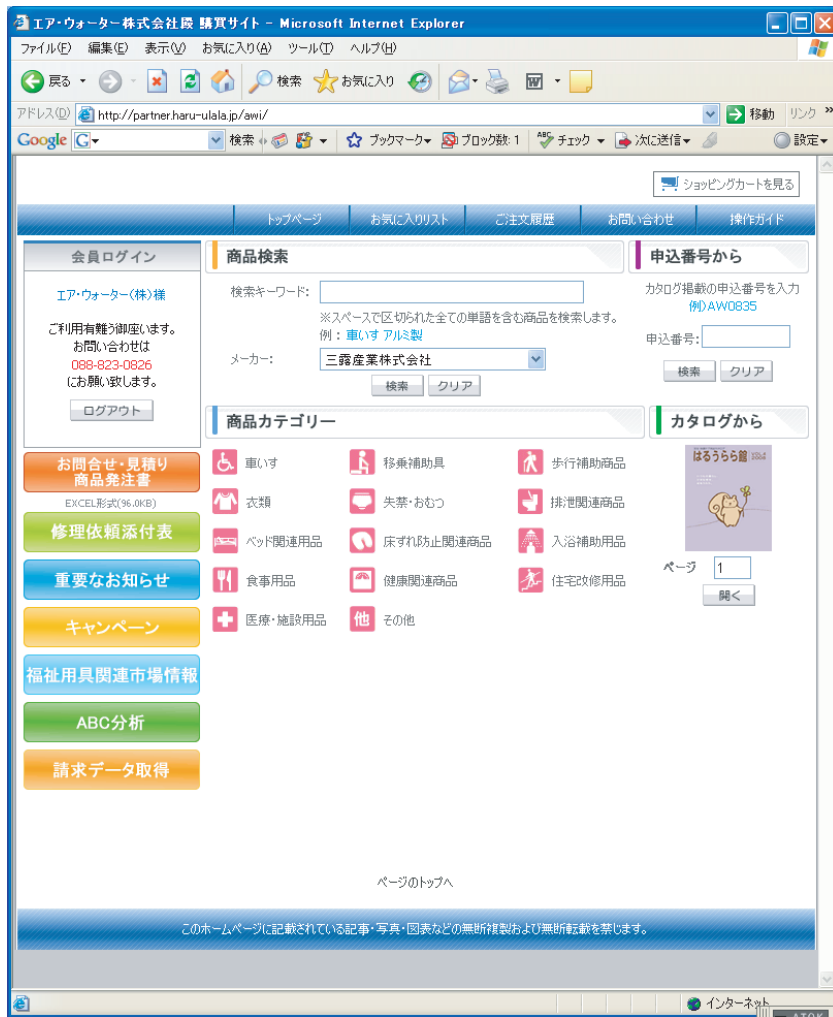 エア・ウォーター株式会社殿 購買サイト - Microsoft Internet Explorer
ファイル(F) 編集(E) 表示(V) お気に入り(A) ツール(T) ヘルプ(H)
戻る 検索 お気に入り
アドレス(D) http://partner.haru-ulala.jp/awi/ 移動 リンク »
Google G 検索 ブックマーク ブロック数: 1 ABC チェック 次に送信 設定
ショッピングカートを見る
トップページ お気に入りリスト ご注文履歴 お問い合わせ 操作ガイド
会員ログイン
エア・ウォーター(株)様
ご利用有難う御座います。
お問い合わせは
088-823-0826
にお願い致します。
ログアウト
お問合せ・見積り
商品発注書
EXCEL形式(96.0KB)
修理依頼添付表
重要なお知らせ
キャンペーン
福祉用具関連市場情報
ABC分析
請求データ取得
商品検索
検索キーワード:
※スペースで区切られた全ての単語を含む商品を検索します。
例: 車いす アルミ製
メーカー: 三露産業株式会社
検索 クリア
申込番号から
カタログ掲載の申込番号を入力
例)AW0835
申込番号:
検索 クリア
商品カテゴリー
車いす 移乗補助具 歩行補助商品
衣類 失禁・おむつ 排泄関連商品
ベッド関連用品 床ずれ防止関連商品 入浴補助用品
食事用品 健康関連商品 住宅改修用品
医療・施設用品 他 その他
カタログから
はるうらら館
ページ 1
開く
ページのトップへ
このホームページに記載されている記事・写真・図表などの無断複製および無断転載を禁じます。
インターネット
ATOK